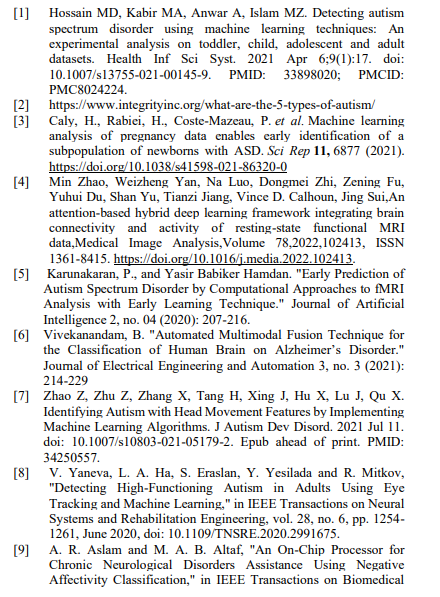 [1] Hossain MD, Kabir MA, Anwar A, Islam MZ. Detecting autism
spectrum disorder using machine learning techniques: An
experimental analysis on toddler, child, adolescent and adult
datasets. Health Inf Sci Syst. 2021 Apr 6;9(1):17. doi:
10.1007/s13755-021-00145-9. PMID: 33898020; PMCID:
PMC8024224.
[2] https://www.integrityinc.org/what-are-the-5-types-of-autism/
[3] Caly, H., Rabiei, H., Coste-Mazeau, P. et al. Machine learning
analysis of pregnancy data enables early identification of a
subpopulation of newborns with ASD. Sci Rep 11, 6877 (2021).
https://doi.org/10.1038/s41598-021-86320-0
[4] Min Zhao, Weizheng Yan, Na Luo, Dongmei Zhi, Zening Fu,
Yuhui Du, Shan Yu, Tianzi Jiang, Vince D. Calhoun, Jing Sui,An
attention-based hybrid deep learning framework integrating brain
connectivity and activity of resting-state functional MRI
data,Medical Image Analysis,Volume 78,2022,102413, ISSN
1361-8415. https://doi.org/10.1016/j.media.2022.102413.
[5] Karunakaran, P., and Yasir Babiker Hamdan. "Early Prediction of
Autism Spectrum Disorder by Computational Approaches to fMRI
Analysis with Early Learning Technique." Journal of Artificial
Intelligence 2, no. 04 (2020): 207-216.
[6] Vivekanandam, B. "Automated Multimodal Fusion Technique for
the Classification of Human Brain on Alzheimer's Disorder."
Journal of Electrical Engineering and Automation 3, no. 3 (2021):
214-229
[7] Zhao Z, Zhu Z, Zhang X, Tang H, Xing J, Hu X, Lu J, Qu X.
Identifying Autism with Head Movement Features by Implementing
Machine Learning Algorithms. J Autism Dev Disord. 2021 Jul 11.
doi: 10.1007/s10803-021-05179-2. Epub ahead of print. PMID:
34250557.
[8] V. Yaneva, L. A. Ha, S. Eraslan, Y. Yesilada and R. Mitkov,
"Detecting High-Functioning Autism in Adults Using Eye
Tracking and Machine Learning," in IEEE Transactions on Neural
Systems and Rehabilitation Engineering, vol. 28, no. 6, pp. 1254-
1261, June 2020, doi: 10.1109/TNSRE.2020.2991675.
[9] A. R. Aslam and M. A. B. Altaf, "An On-Chip Processor for
Chronic Neurological Disorders Assistance Using Negative
Affectivity Classification," in IEEE Transactions on Biomedical